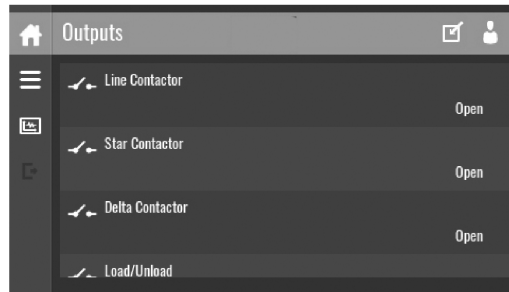 Outputs
Line Contactor
Open
Star Contactor
Open
Delta Contactor
Open
Load/Unload